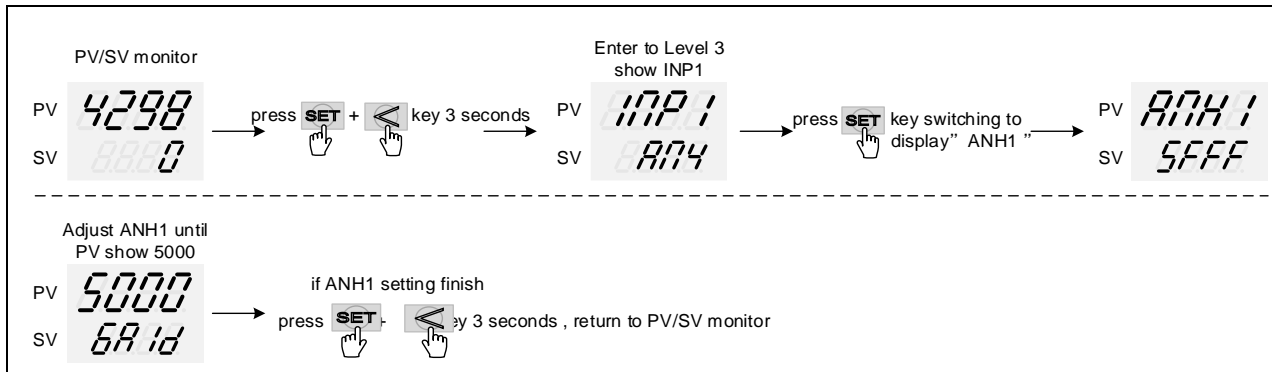 PV/SV monitor
PV 4298
SV 0
press SET + < key 3 seconds
Enter to Level 3
show INP1
PV INP1
SV AN4
press SET key switching to
display” ANH1 ”
PV ANH1
SV SFFF
Adjust ANH1 until
PV show 5000
PV 5000
SV 6A1d
if ANH1 setting finish
press SET+ < ey 3 seconds , return to PV/SV monitor